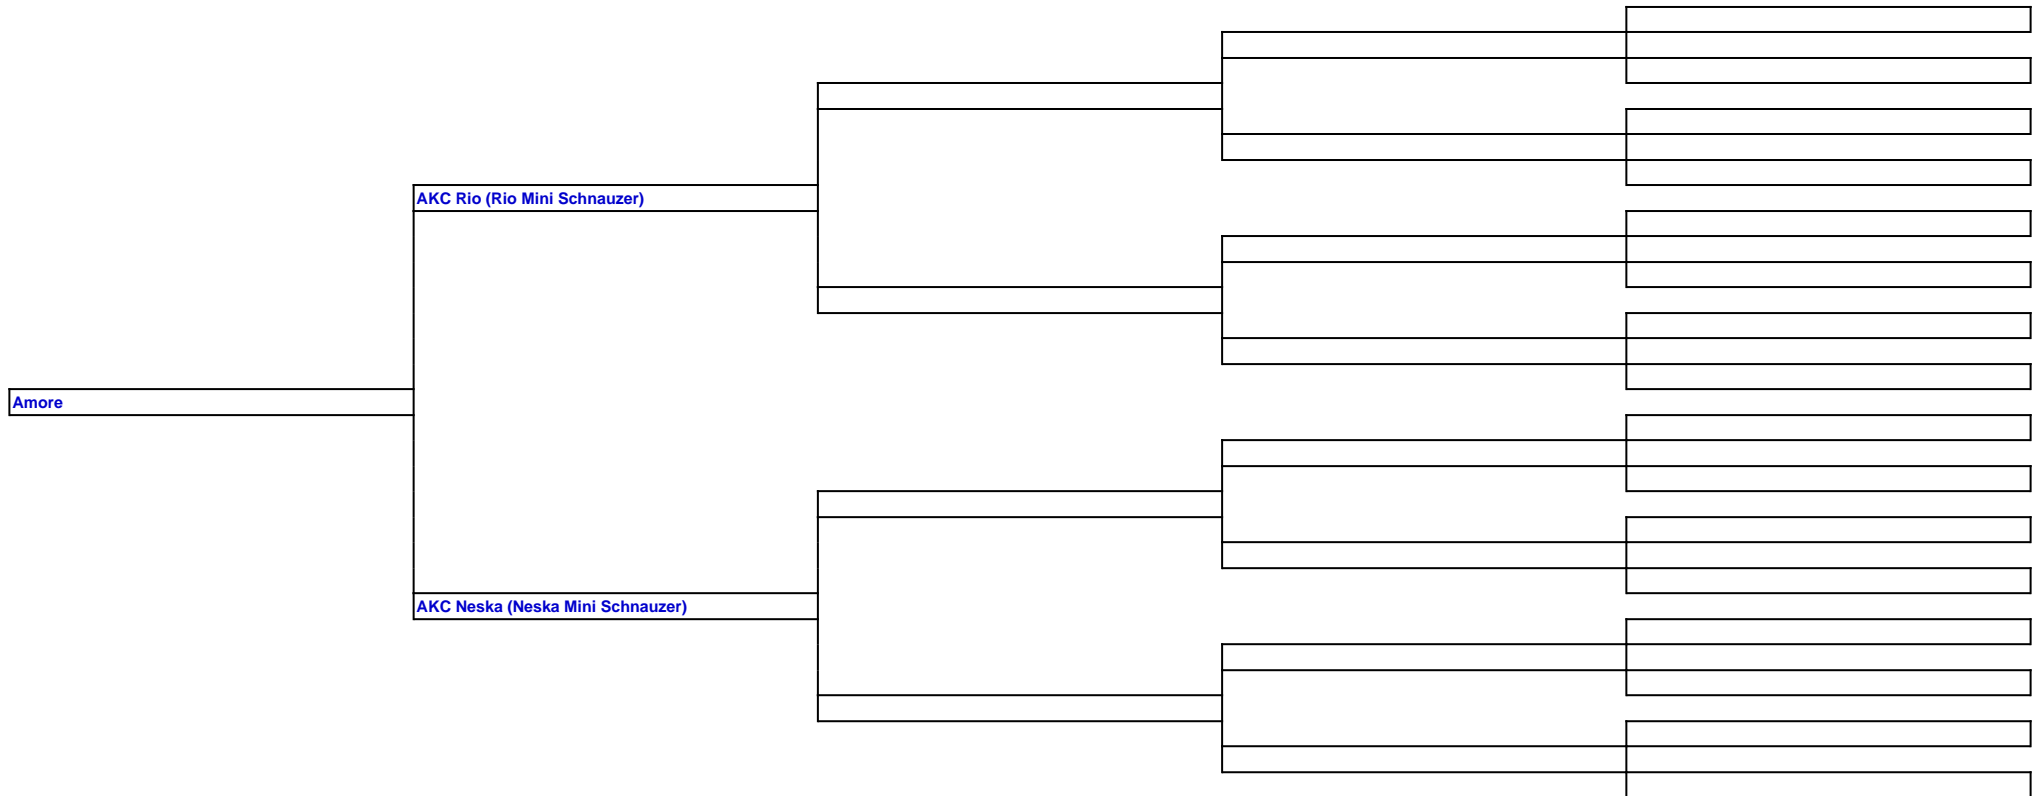 AKC Rio (Rio Mini Schnauzer)
Amore
AKC Neska (Neska Mini Schnauzer)